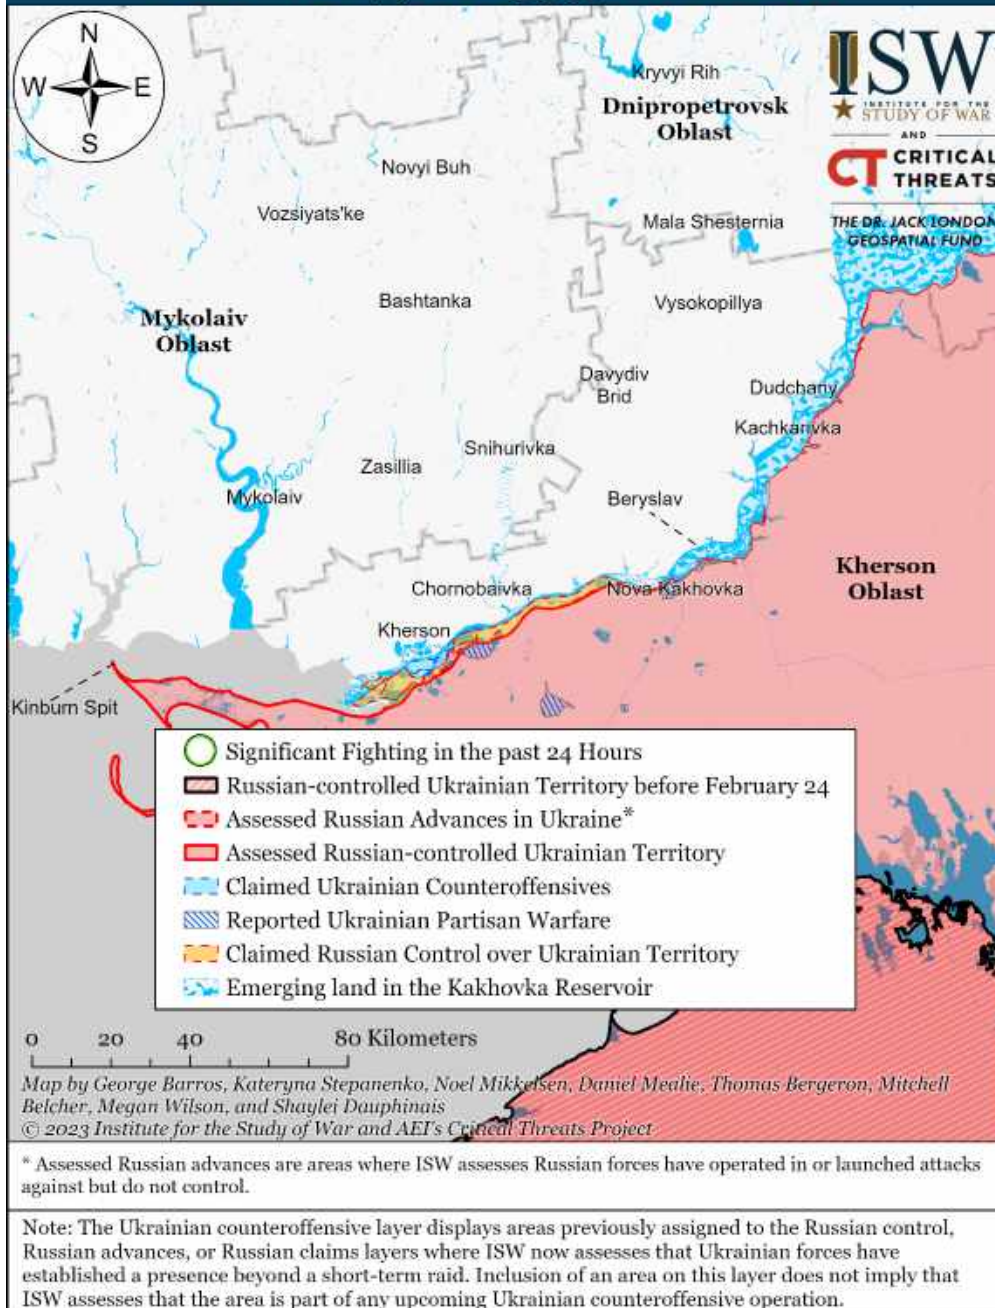 N
W
E
S
ISW
INSTITUTE FOR THE
STUDY OF WAR
AND
CT CRITICAL
THREATS
THE DR. JACK LONDON
GEOSPATIAL FUND
Kryvyi Rih
Dnipropetrovsk
Oblast
Novyi Buh
Vozsiyats'ke
Mala Shesternia
Bashtanka
Vysokopillya
Mykolaiv
Oblast
Davydiv
Brid
Dudchany
Kachkarivka
Snihurivka
Zasillia
Mykolaiv
Beryslav
Kherson
Oblast
Chornobaivka
Nova Kakhovka
Kherson
Kinburn Spit
Significant Fighting in the past 24 Hours
Russian-controlled Ukrainian Territory before February 24
Assessed Russian Advances in Ukraine*
Assessed Russian-controlled Ukrainian Territory
Claimed Ukrainian Counteroffensives
Reported Ukrainian Partisan Warfare
Claimed Russian Control over Ukrainian Territory
Emerging land in the Kakhovka Reservoir
0 20 40 80 Kilometers
Map by George Barros, Kateryna Stepanenko, Noel Mikkelsen, Daniel Mealie, Thomas Bergeron, Mitchell
Belcher, Megan Wilson, and Shaylei Dauphinais
© 2023 Institute for the Study of War and AEI's Critical Threats Project
* Assessed Russian advances are areas where ISW assesses Russian forces have operated in or launched attacks
against but do not control.
Note: The Ukrainian counteroffensive layer displays areas previously assigned to the Russian control,
Russian advances, or Russian claims layers where ISW now assesses that Ukrainian forces have
established a presence beyond a short-term raid. Inclusion of an area on this layer does not imply that
ISW assesses that the area is part of any upcoming Ukrainian counteroffensive operation.